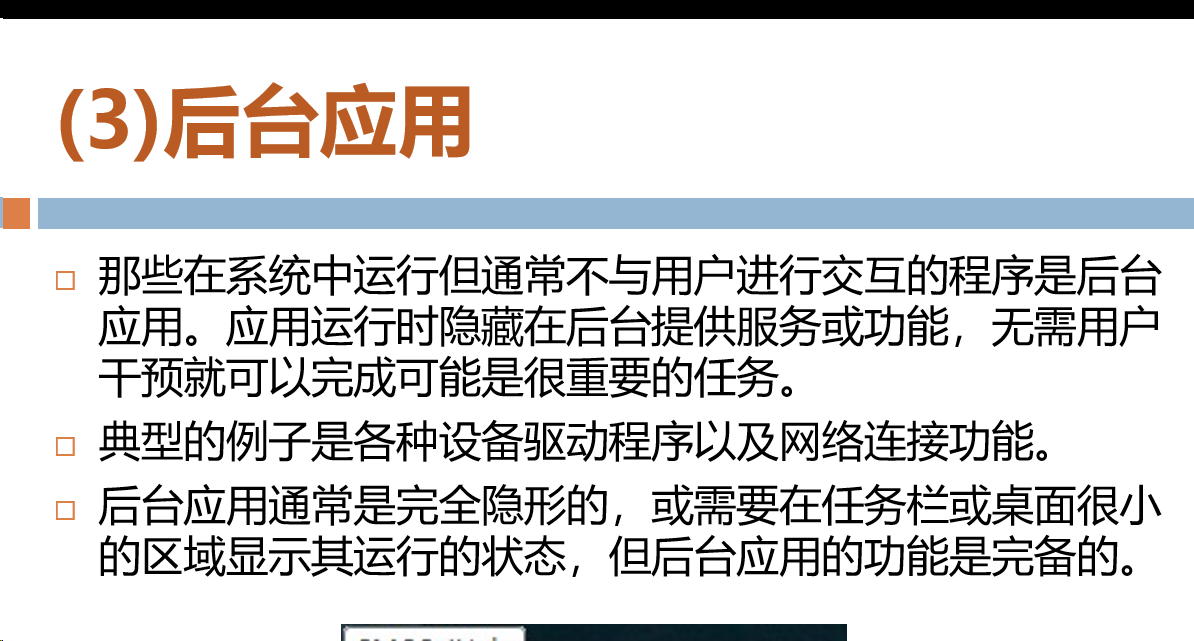 (3)后台应用
那些在系统中运行但通常不与用户进行交互的程序是后台
应用。应用运行时隐藏在后台提供服务或功能，无需用户
干预就可以完成可能是很重要的任务。
典型的例子是各种设备驱动程序以及网络连接功能。
后台应用通常是完全隐形的，或需要在任务栏或桌面很小
的区域显示其运行的状态，但后台应用的功能是完备的。